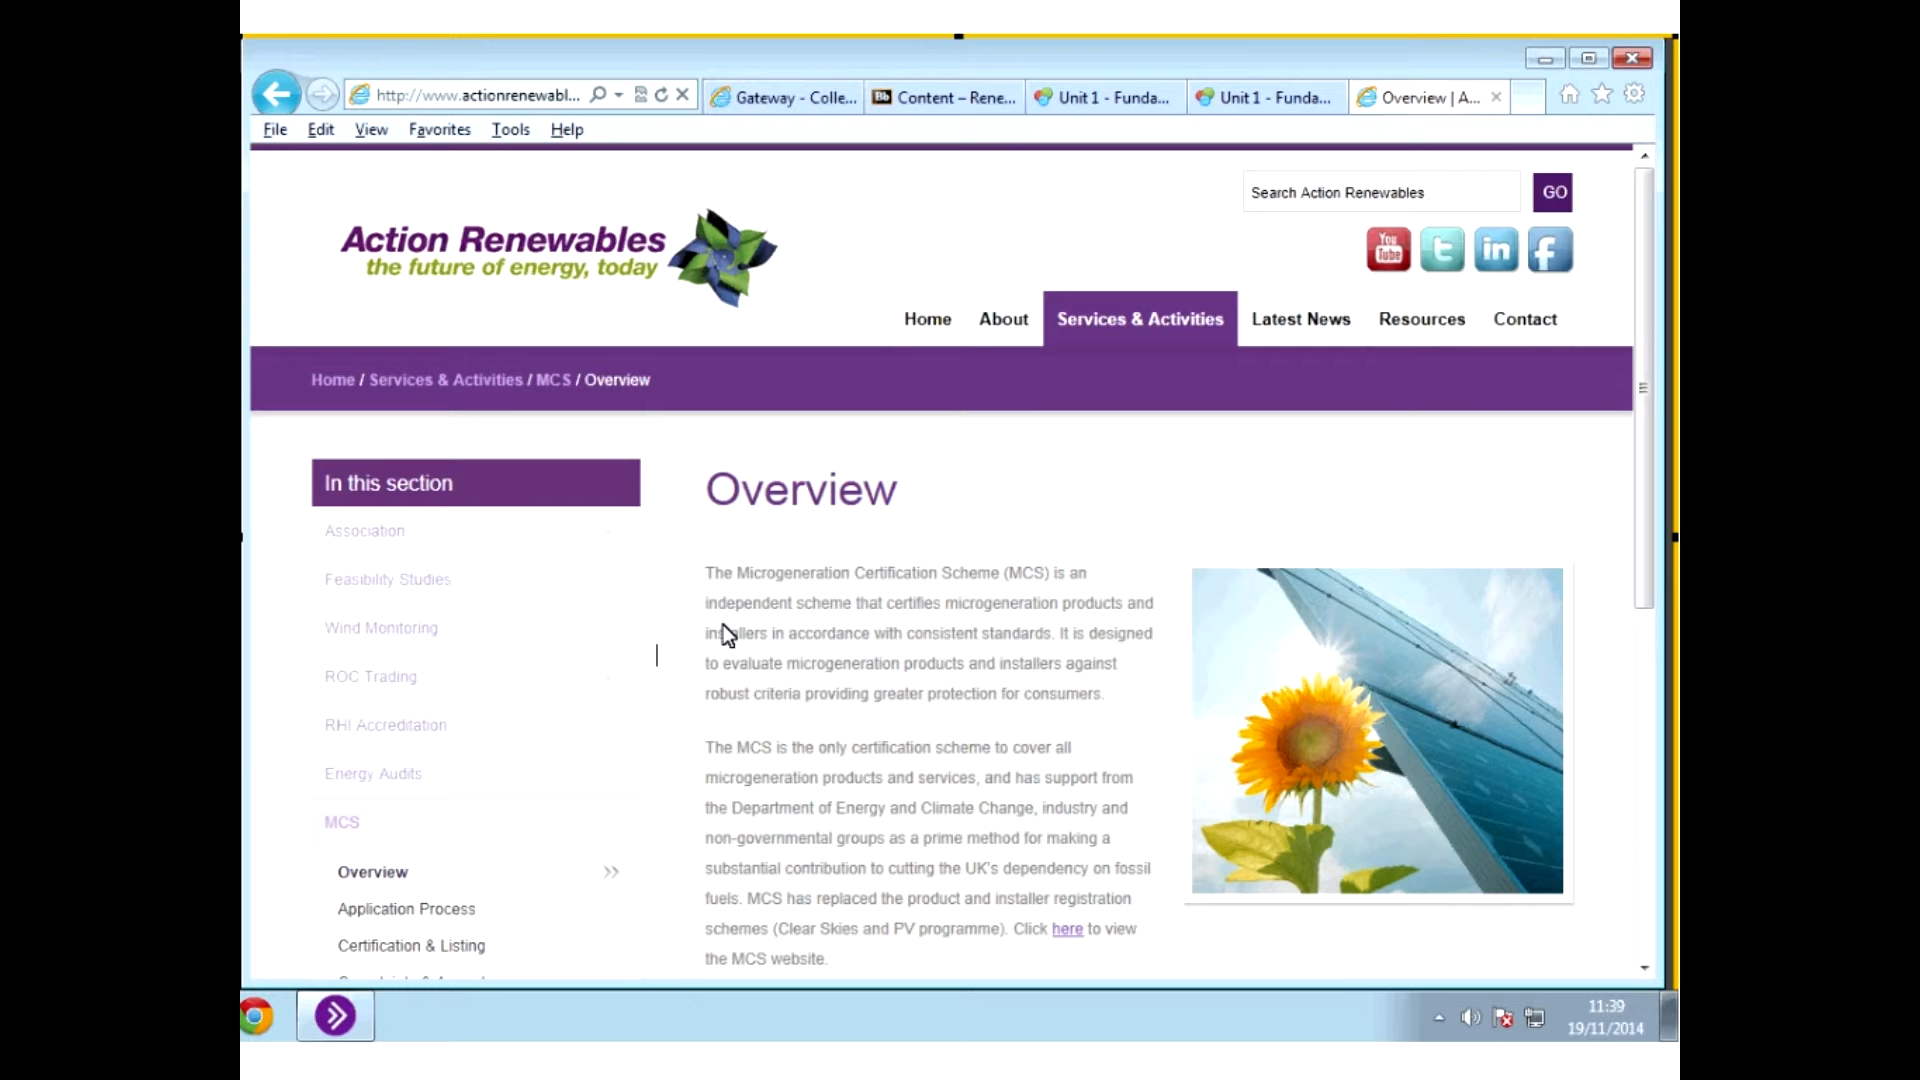 http://www.actionrenewabl...
Gateway - Colle...
Content – Rene...
Unit 1 - Funda...
Unit 1 - Funda...
Overview | A...
File Edit View Favorites Tools Help
Search Action Renewables
GO
Action Renewables
the future of energy, today
You
Tube
Home About Services & Activities Latest News Resources Contact
Home / Services & Activities / MCS / Overview
In this section
Association
Feasibility Studies
Wind Monitoring
ROC Trading
RHI Accreditation
Energy Audits
MCS
Overview
Application Process
Certification & Listing
Overview
The Microgeneration Certification Scheme (MCS) is an
independent scheme that certifies microgeneration products and
installers in accordance with consistent standards. It is designed
to evaluate microgeneration products and installers against
robust criteria providing greater protection for consumers.
The MCS is the only certification scheme to cover all
microgeneration products and services, and has support from
the Department of Energy and Climate Change, industry and
non-governmental groups as a prime method for making a
substantial contribution to cutting the UK's dependency on fossil
fuels. MCS has replaced the product and installer registration
schemes (Clear Skies and PV programme). Click here to view
the MCS website.
11:39
19/11/2014